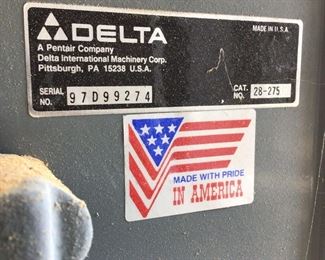 DELTA
MADE IN U.S.A.
A Pentair Company
Delta International Machinery Corp.
Pittsburgh, PA 15238 U.S.A.
SERIAL NO. 97D99274
CAT. NO. 28-275
MADE WITH PRIDE
IN AMERICA